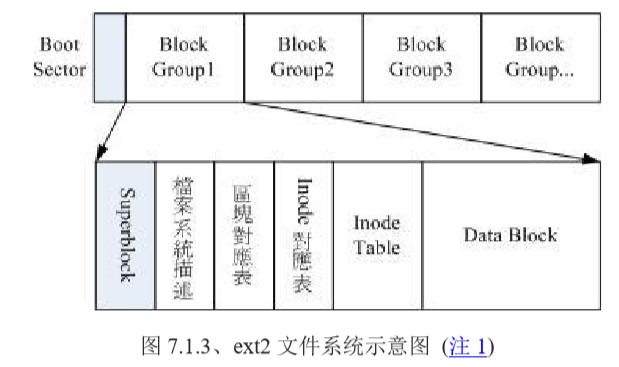 Boot
Sector
Block
Group1
Block
Group2
Block
Group3
Block
Group...
Superblock
檔案系統描述
區塊對應表
Inode 對應表
Inode
Table
Data Block
图 7.1.3、ext2 文件系统示意图 (注 1)